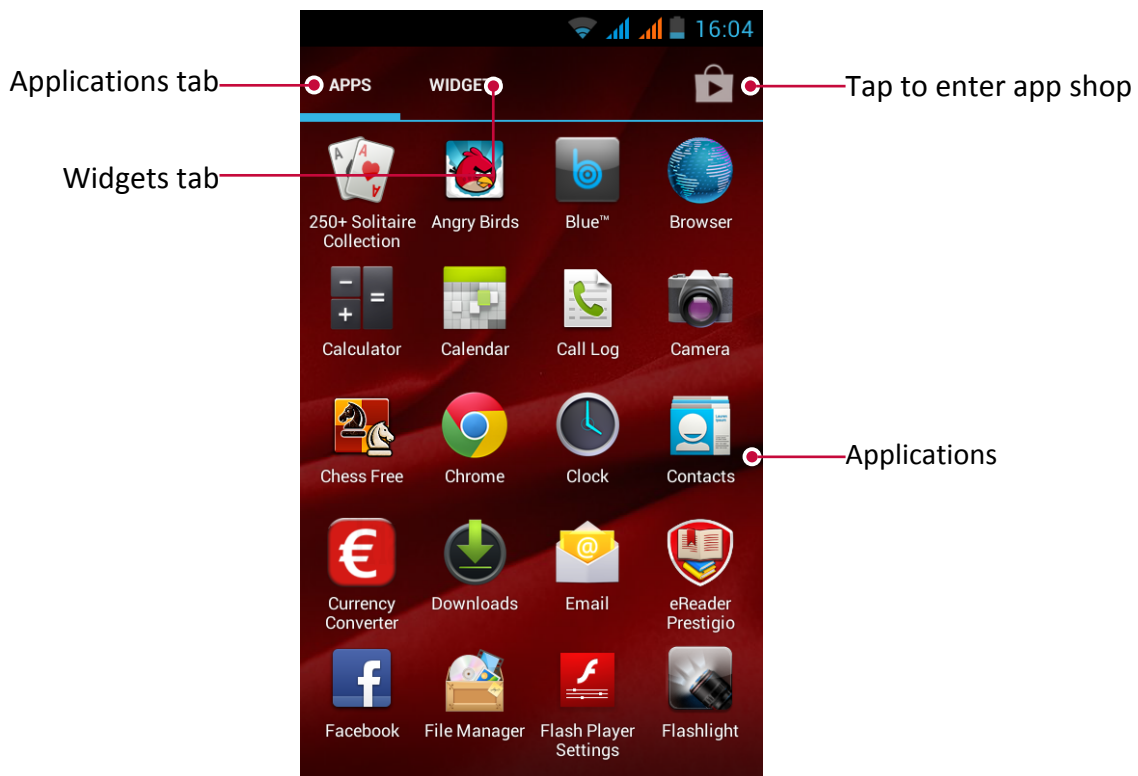 16:04
Applications tab
APPS
WIDGET
Tap to enter app shop
Widgets tab
250+ Solitaire
Collection
Angry Birds
Blue™
Browser
Calculator
Calendar
Call Log
Camera
Chess Free
Chrome
Clock
Contacts
Applications
€
@
Currency
Converter
Downloads
Email
eReader
Prestigio
Facebook
File Manager
Flash Player
Settings
Flashlight